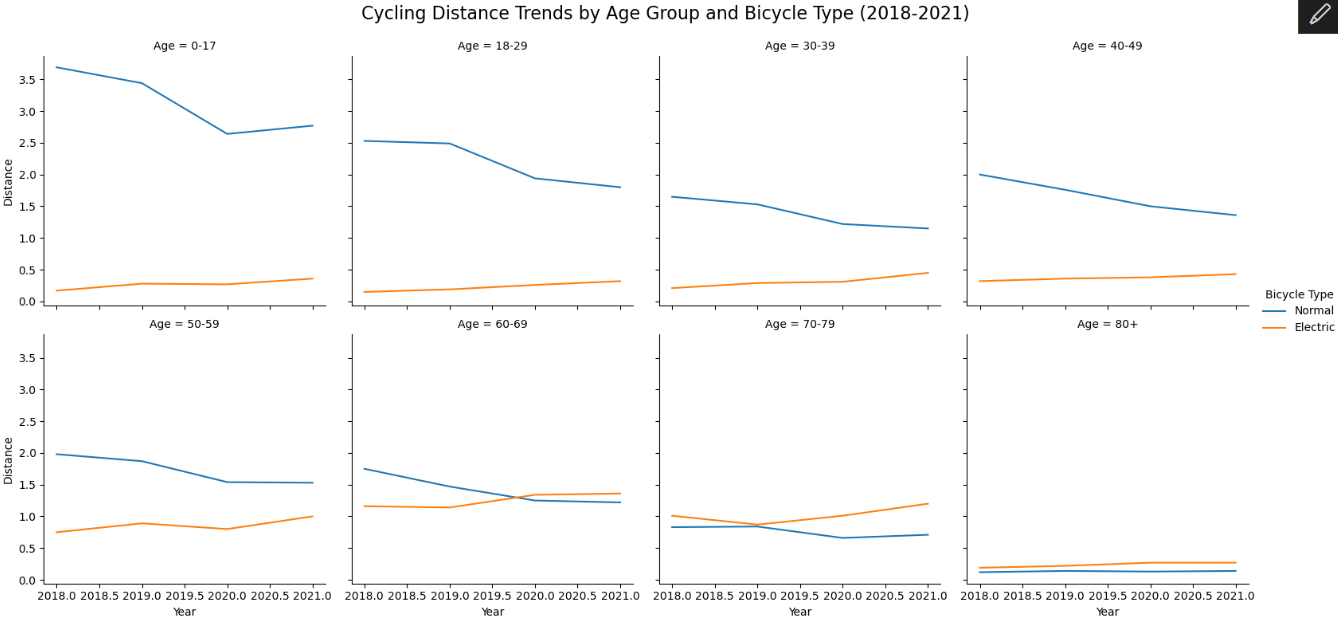 Cycling Distance Trends by Age Group and Bicycle Type (2018-2021)
Age = 0-17
Age = 18-29
Age = 30-39
Age = 40-49
3.5
3.0
2.5
2.0
1.5
1.0
0.5
0.0
Distance
Bicycle Type
Normal
Electric
Age = 50-59
Age = 60-69
Age = 70-79
Age = 80+
3.5
3.0
2.5
2.0
1.5
1.0
0.5
0.0
Distance
2018.0 2018.5 2019.0 2019.5 2020.0 2020.5 2021.0
2018.0 2018.5 2019.0 2019.5 2020.0 2020.5 2021.0
2018.0 2018.5 2019.0 2019.5 2020.0 2020.5 2021.0
2018.0 2018.5 2019.0 2019.5 2020.0 2020.5 2021.0
Year
Year
Year
Year